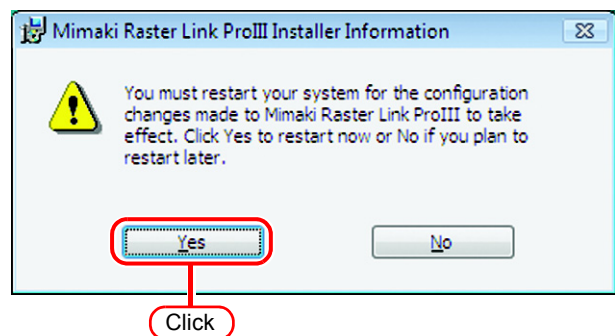 Mimaki Raster Link ProIII Installer Information
You must restart your system for the configuration
changes made to Mimaki Raster Link ProIII to take
effect. Click Yes to restart now or No if you plan to
restart later.
Yes
No
Click